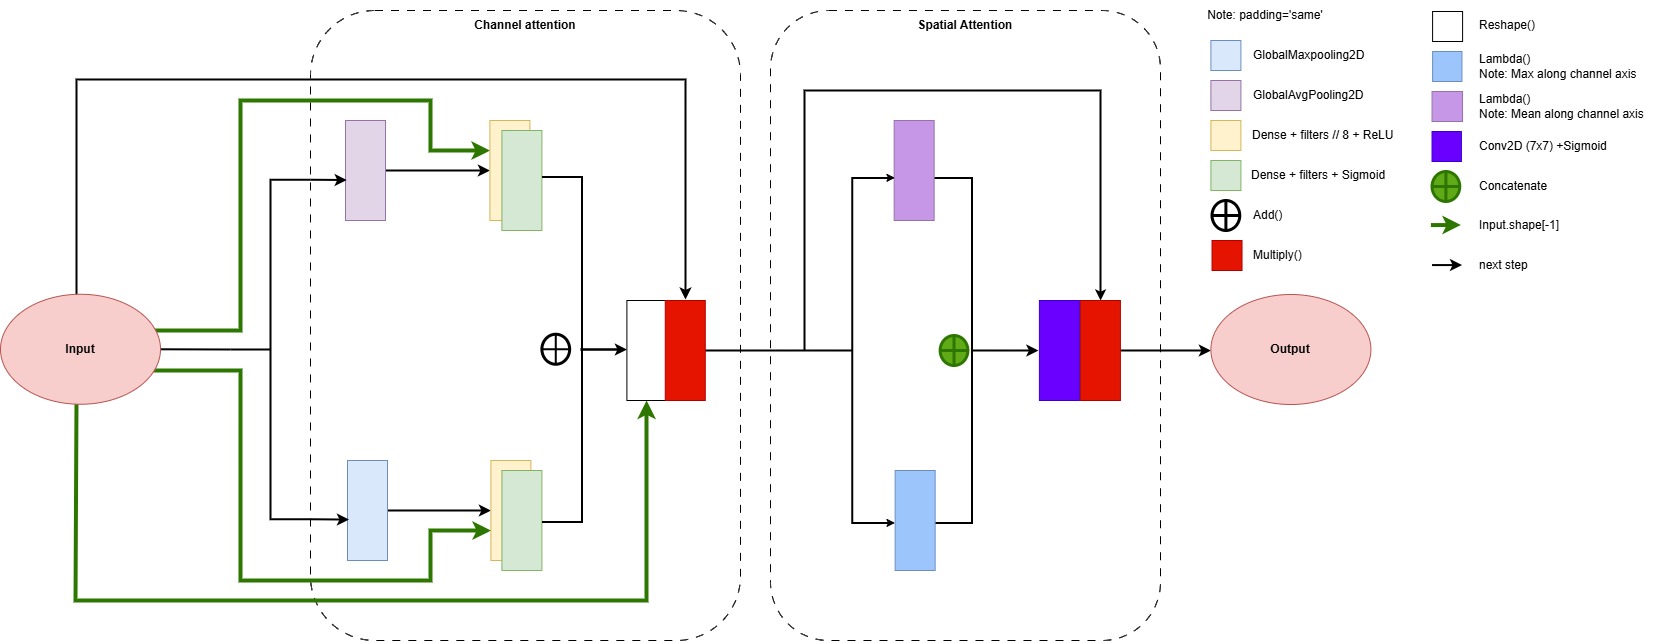 Channel attention
Spatial Attention
Input
Output
Note: padding='same'
GlobalMaxpooling2D
GlobalAvgPooling2D
Dense + filters // 8 + ReLU
Dense + filters + Sigmoid
Add()
Multiply()
Reshape()
Lambda()
Note: Max along channel axis
Lambda()
Note: Mean along channel axis
Conv2D (7x7) +Sigmoid
Concatenate
Input.shape[-1]
next step